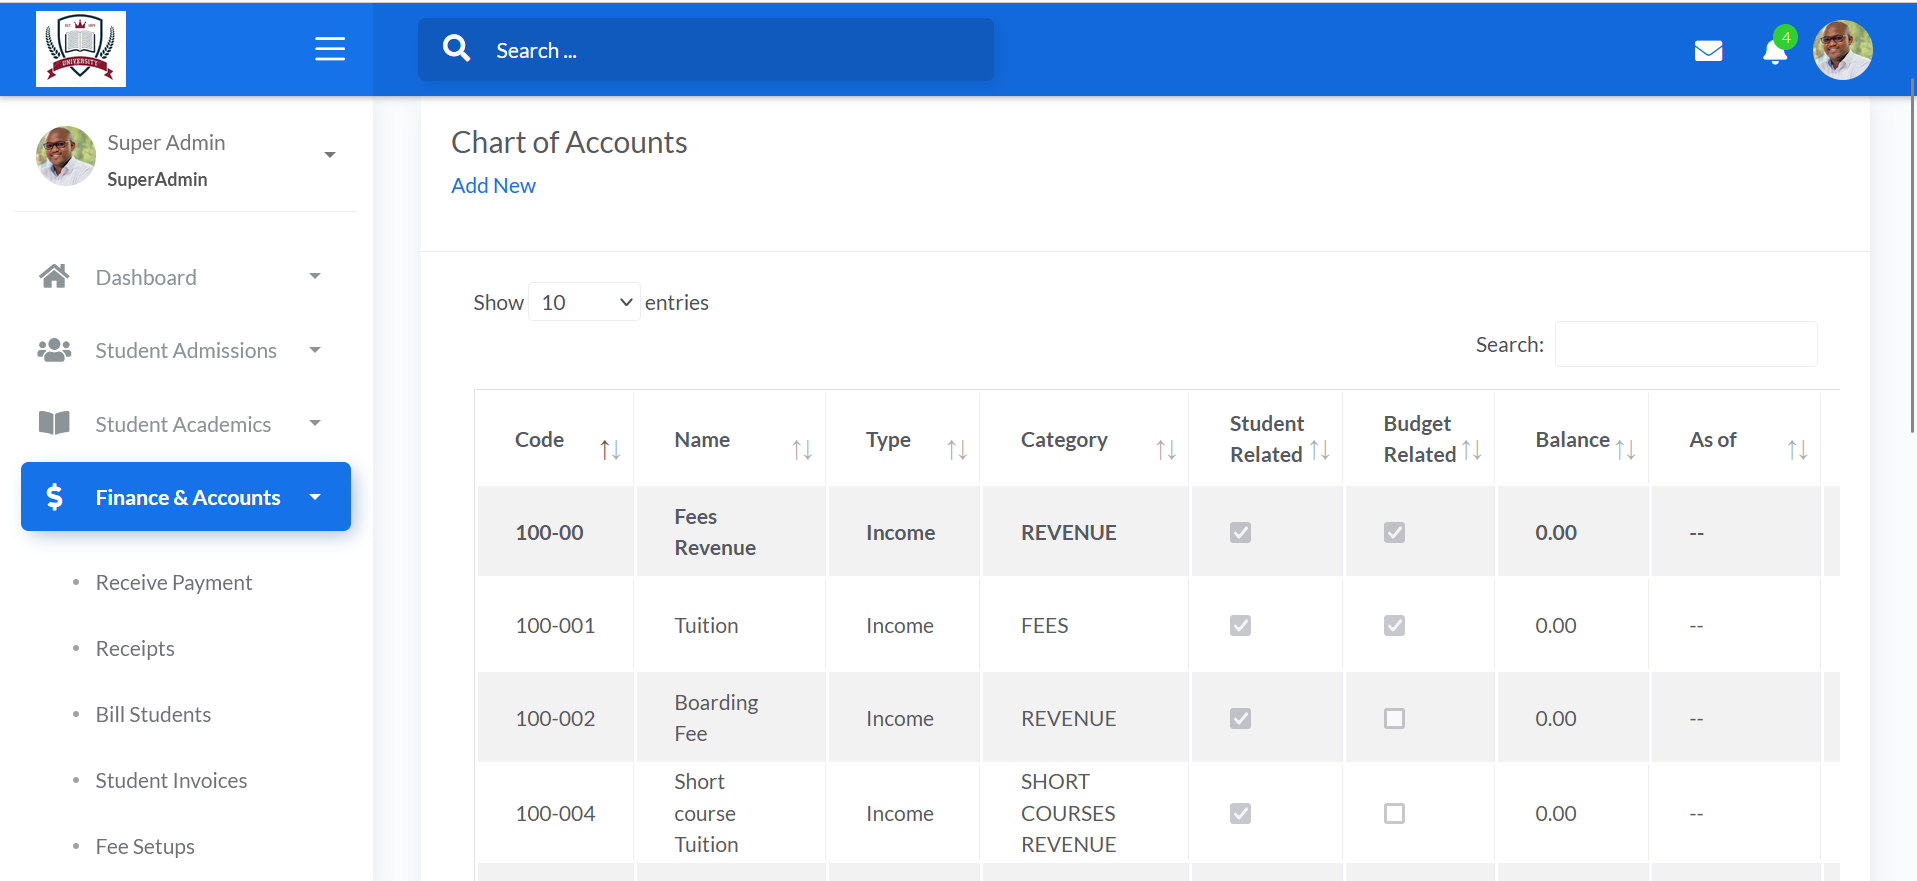 UNIVERSITY
Search ...
4
Super Admin
SuperAdmin
Dashboard
Student Admissions
Student Academics
$ Finance & Accounts
• Receive Payment
• Receipts
• Bill Students
• Student Invoices
• Fee Setups
Chart of Accounts
Add New
Show 10 entries
Search:
Code Name Type Category Student Related Budget Related Balance As of
100-00 Fees Revenue Income REVENUE 0.00 --
100-001 Tuition Income FEES 0.00 --
100-002 Boarding Fee Income REVENUE 0.00 --
100-004 Short course Tuition Income SHORT COURSES REVENUE 0.00 --